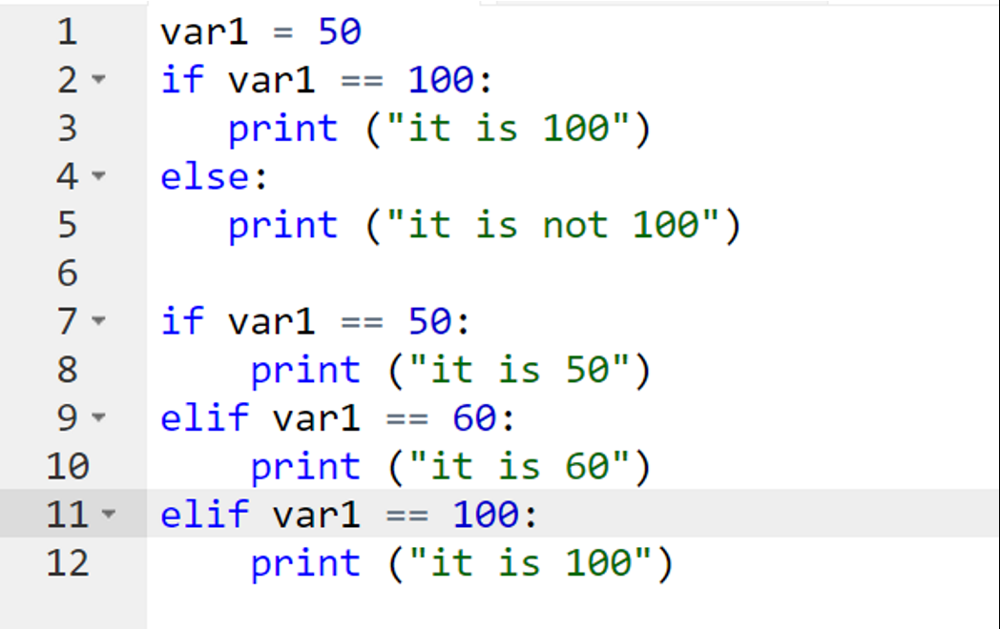 1 var1 = 50
2 if var1 == 100:
3    print ("it is 100")
4 else:
5    print ("it is not 100")
6
7 if var1 == 50:
8     print ("it is 50")
9 elif var1 == 60:
10     print ("it is 60")
11 elif var1 == 100:
12     print ("it is 100")